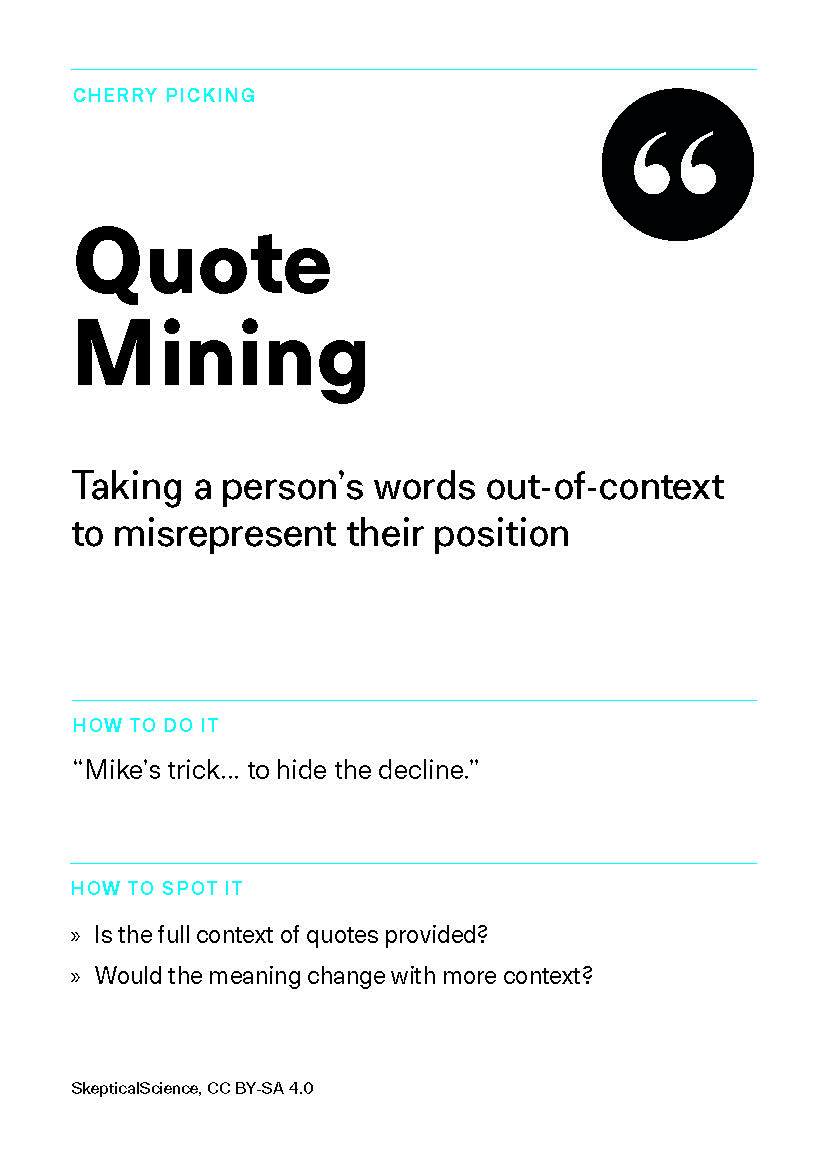 CHERRY PICKING
“
Quote
Mining
Taking a person’s words out-of-context
to misrepresent their position
HOW TO DO IT
“Mike’s trick... to hide the decline.”
HOW TO SPOT IT
» Is the full context of quotes provided?
» Would the meaning change with more context?
SkepticalScience, CC BY-SA 4.0